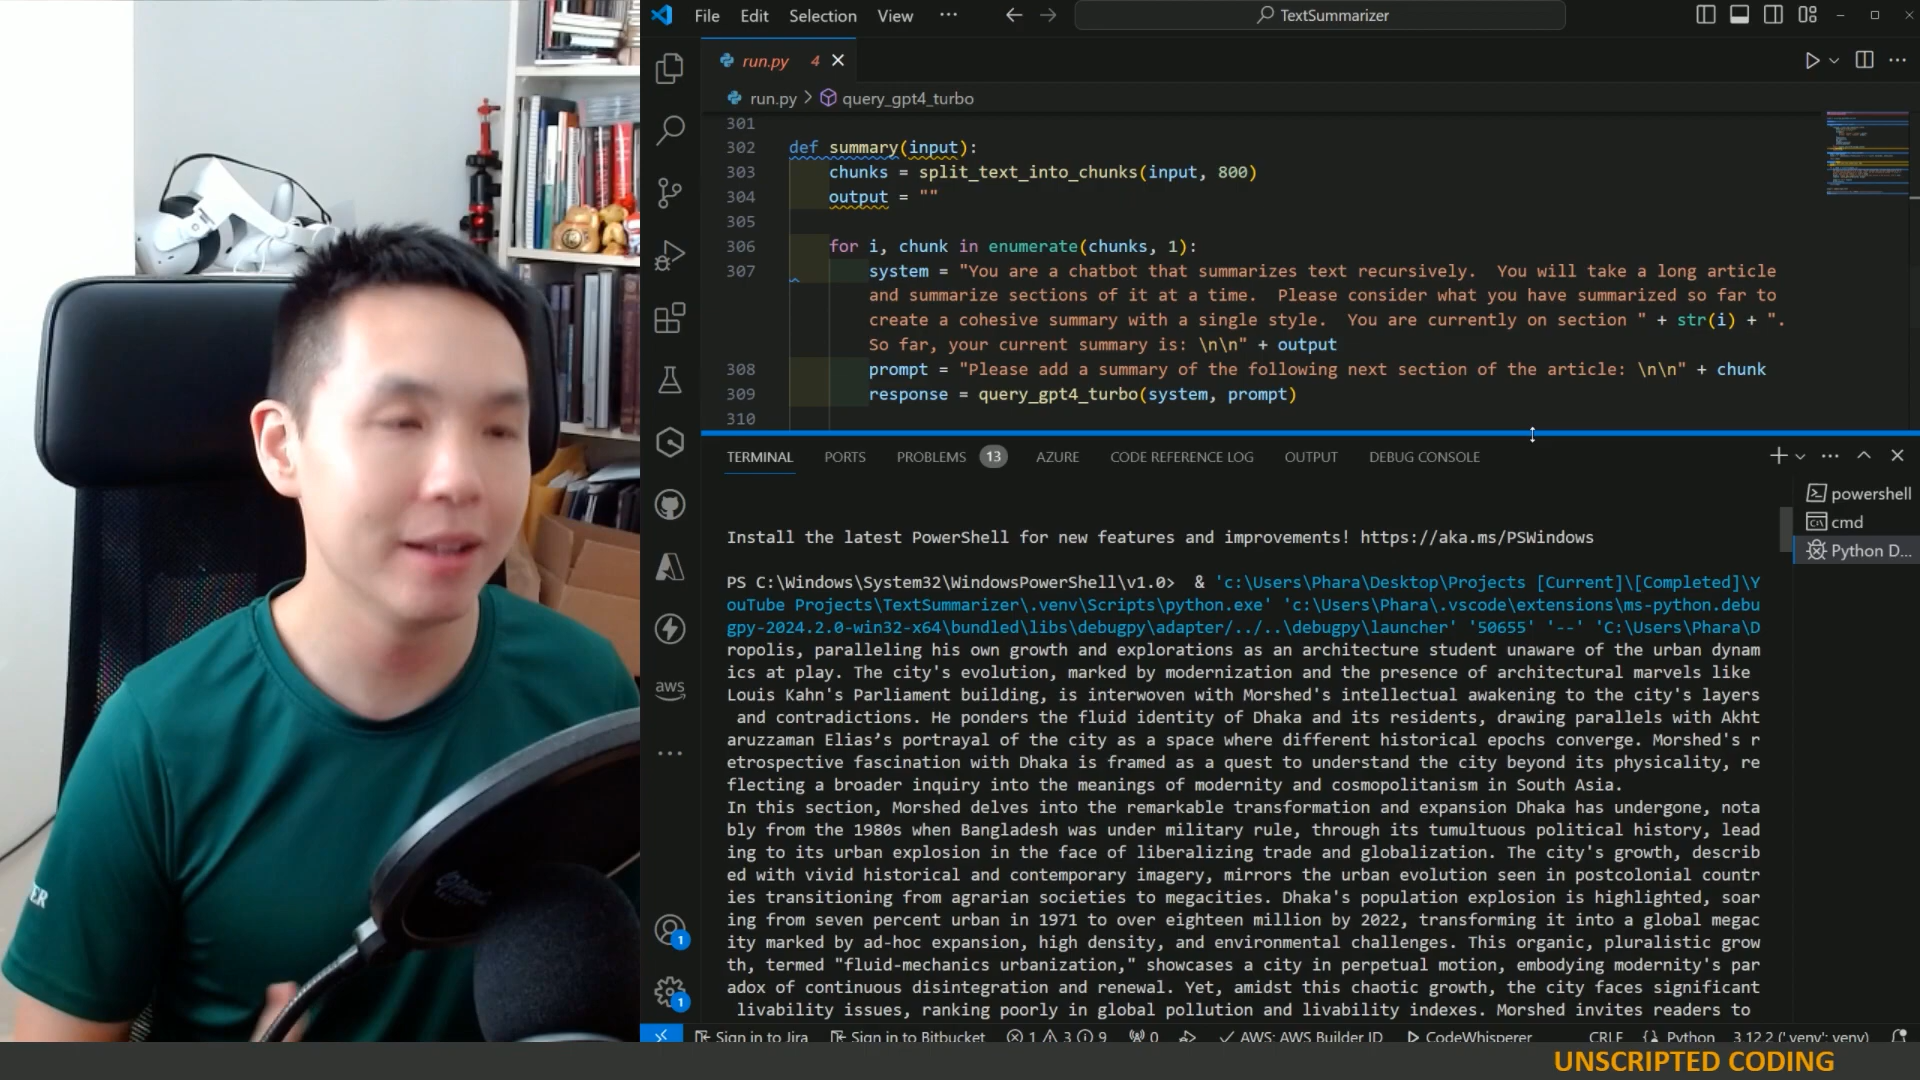 File Edit Selection View ··· TextSummarizer
run.py 4
run.py > query_gpt4_turbo
301
302 def summary(input):
303 chunks = split_text_into_chunks(input, 800)
304 output = ""
305
306 for i, chunk in enumerate(chunks, 1):
307 system = "You are a chatbot that summarizes text recursively.  You will take a long article
and summarize sections of it at a time.  Please consider what you have summarized so far to
create a cohesive summary with a single style.  You are currently on section " + str(i) + ".
So far, your current summary is: \n\n" + output
308 prompt = "Please add a summary of the following next section of the article: \n\n" + chunk
309 response = query_gpt4_turbo(system, prompt)
310
TERMINAL PORTS PROBLEMS 13 AZURE CODE REFERENCE LOG OUTPUT DEBUG CONSOLE
powershell
cmd
Python D...
Install the latest PowerShell for new features and improvements! https://aka.ms/PSWindows
PS C:\Windows\System32\WindowsPowerShell\v1.0>  & 'c:\Users\Phara\Desktop\Projects [Current]\[Completed]\Y
ouTube Projects\TextSummarizer\.venv\Scripts\python.exe' 'c:\Users\Phara\.vscode\extensions\ms-python.debu
gpy-2024.2.0-win32-x64\bundled\libs\debugpy\adapter/../..\debugpy\launcher' '50655' '--' 'C:\Users\Phara\D
ropolis, paralleling his own growth and explorations as an architecture student unaware of the urban dynam
ics at play. The city's evolution, marked by modernization and the presence of architectural marvels like
Louis Kahn's Parliament building, is interwoven with Morshed's intellectual awakening to the city's layers
and contradictions. He ponders the fluid identity of Dhaka and its residents, drawing parallels with Akht
aruzzaman Elias’s portrayal of the city as a space where different historical epochs converge. Morshed's r
etrospective fascination with Dhaka is framed as a quest to understand the city beyond its physicality, re
flecting a broader inquiry into the meanings of modernity and cosmopolitanism in South Asia.
In this section, Morshed delves into the remarkable transformation and expansion Dhaka has undergone, nota
bly from the 1980s when Bangladesh was under military rule, through its tumultuous political history, lead
ing to its urban explosion in the face of liberalizing trade and globalization. The city's growth, describ
ed with vivid historical and contemporary imagery, mirrors the urban evolution seen in postcolonial countr
ies transitioning from agrarian societies to megacities. Dhaka's population explosion is highlighted, soar
ing from seven percent urban in 1971 to over eighteen million by 2022, transforming it into a global megac
ity marked by ad-hoc expansion, high density, and environmental challenges. This organic, pluralistic grow
th, termed "fluid-mechanics urbanization," showcases a city in perpetual motion, embodying modernity's par
adox of continuous disintegration and renewal. Yet, amidst this chaotic growth, the city faces significant
livability issues, ranking poorly in global pollution and livability indexes. Morshed invites readers to
aws
1
1
Sign in to Jira Sign in to Bitbucket 1 3 9 0 AWS: AWS Builder ID CodeWhisperer CRLF Python 3.12.2 ('.venv': venv)
UNSCRIPTED CODING
ER